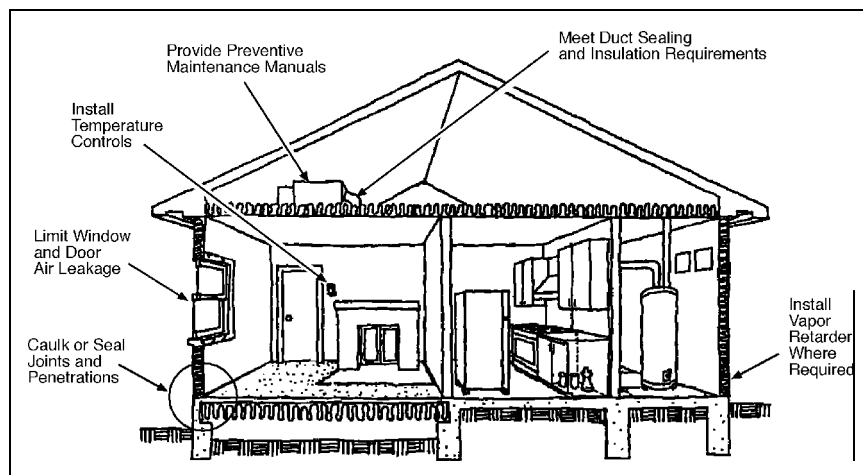 Provide Preventive
Maintenance Manuals
Meet Duct Sealing
and Insulation Requirements
Install
Temperature
Controls
Limit Window
and Door
Air Leakage
Caulk or Seal
Joints and
Penetrations
Install
Vapor
Retarder
Where
Required